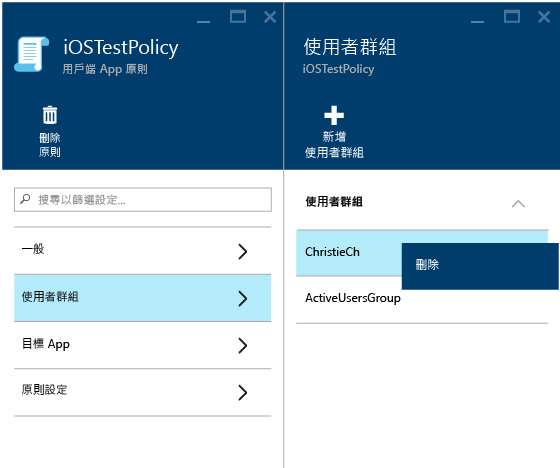 iOSTestPolicy
用戶端 App 原則
刪除
原則
搜尋以篩選設定...
一般
使用者群組
目標 App
原則設定
使用者群組
iOSTestPolicy
新增
使用者群組
使用者群組
ChristieCh
刪除
ActiveUsersGroup